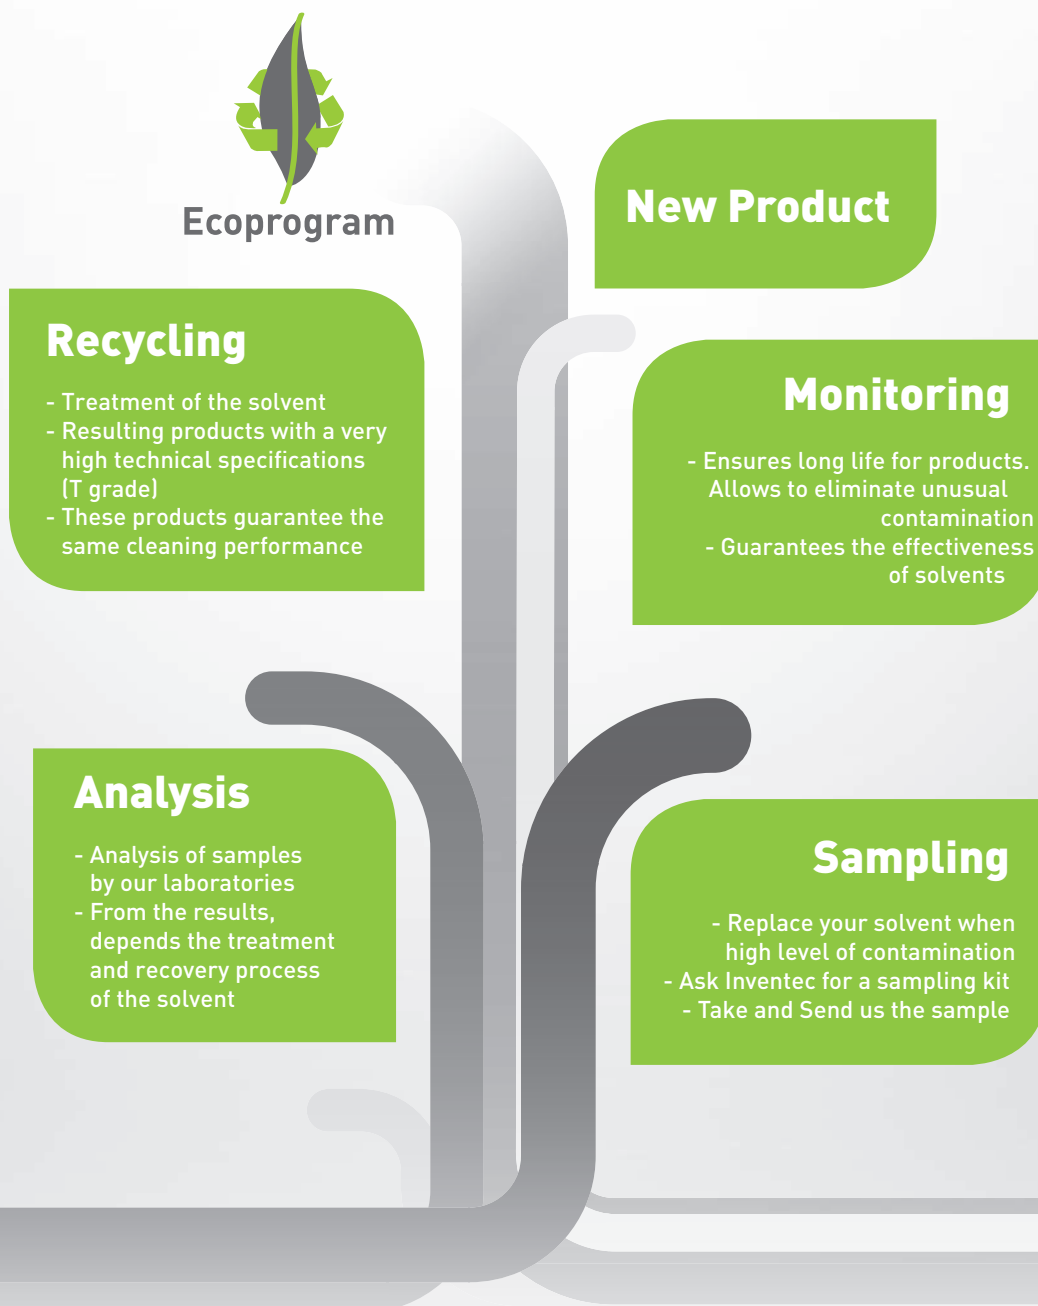 Ecoprogram
New Product
Recycling
- Treatment of the solvent
- Resulting products with a very
high technical specifications
(T grade)
- These products guarantee the
same cleaning performance
Monitoring
- Ensures long life for products.
Allows to eliminate unusual
contamination
- Guarantees the effectiveness
of solvents
Analysis
- Analysis of samples
by our laboratories
- From the results,
depends the treatment
and recovery process
of the solvent
Sampling
- Replace your solvent when
high level of contamination
- Ask Inventec for a sampling kit
- Take and Send us the sample